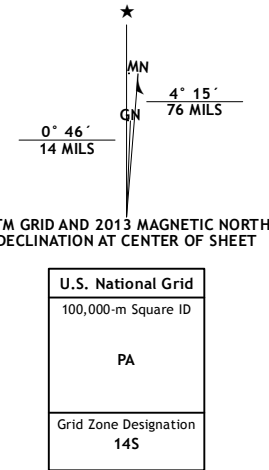 ★
MN
4° 15´
76 MILS
GN
0° 46´
14 MILS
TM GRID AND 2013 MAGNETIC NORTH
DECLINATION AT CENTER OF SHEET
U.S. National Grid
100,000-m Square ID
PA
Grid Zone Designation
14S